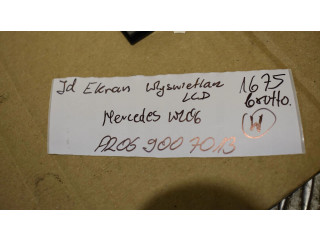 Jd Ekran Wyświetlacz
LCD
1675
brutto.
Mercedes W206
W
A206 900 70 13